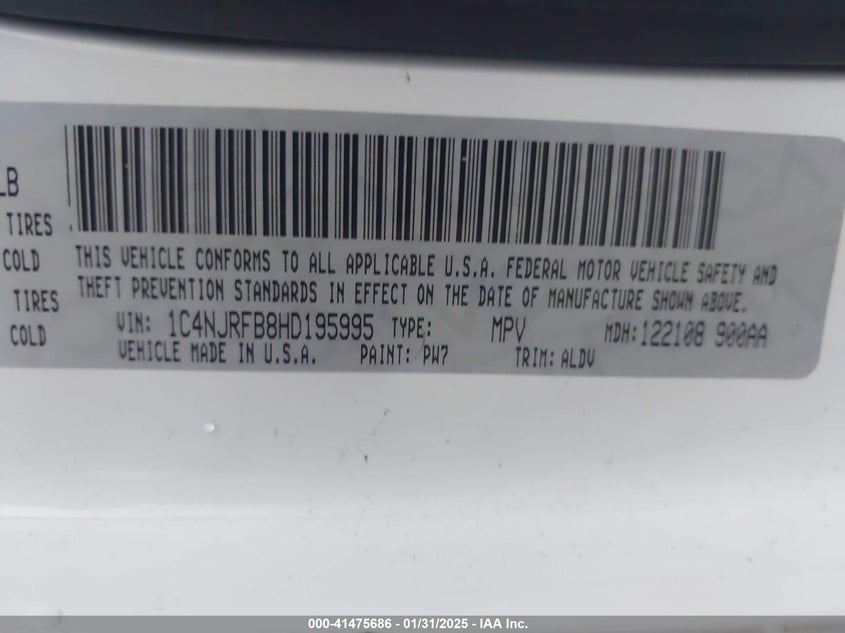 LB
TIRES
COLD
TIRES
COLD
THIS VEHICLE CONFORMS TO ALL APPLICABLE U.S.A. FEDERAL MOTOR VEHICLE SAFETY AND
THEFT PREVENTION STANDARDS IN EFFECT ON THE DATE OF MANUFACTURE SHOWN ABOVE.
VIN: 1C4NJRFB8HD195995 TYPE: MPV MDH:122108 900AA
VEHICLE MADE IN U.S.A. PAINT: PW7 TRIM: ALDV
000-41475686 - 01/31/2025 - IAA Inc.